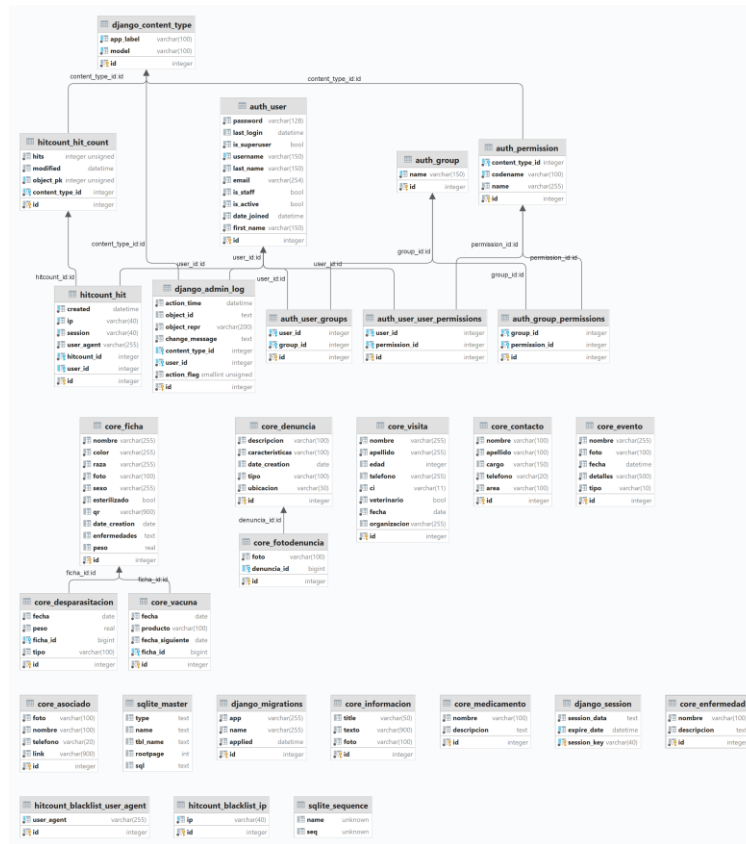 django_content_type
app_label varchar(100)
model varchar(100)
id integer
content_type_id:id
content_type_id:id
auth_user
password varchar(128)
last_login datetime
is_superuser bool
username varchar(150)
last_name varchar(150)
email varchar(254)
is_staff bool
is_active bool
date_joined datetime
first_name varchar(150)
id integer
hitcount_hit_count
hits integer unsigned
modified datetime
object_pk integer unsigned
content_type_id integer
id integer
auth_group
name varchar(150)
id integer
auth_permission
content_type_id integer
codename varchar(100)
name varchar(255)
id integer
content_type_id:id
group_id:id
permission_id:id
permission_id:id
hitcount_id:id
user_id:id
user_id:id
user_id:id
user_id:id
group_id:id
hitcount_hit
created datetime
ip varchar(40)
session varchar(40)
user_agent varchar(255)
hitcount_id integer
user_id integer
id integer
django_admin_log
action_time datetime
object_id text
object_repr varchar(200)
change_message text
content_type_id integer
user_id integer
action_flag smallint unsigned
id integer
auth_user_groups
user_id integer
group_id integer
id integer
auth_user_user_permissions
user_id integer
permission_id integer
id integer
auth_group_permissions
group_id integer
permission_id integer
id integer
core_ficha
nombre varchar(255)
color varchar(255)
raza varchar(255)
foto varchar(100)
sexo varchar(255)
esterilizado bool
qr varchar(900)
date_creation date
enfermedades text
peso real
id integer
core_denuncia
descripcion varchar(100)
caracteristicas varchar(100)
date_creation date
tipo varchar(100)
ubicacion varchar(50)
id integer
core_visita
nombre varchar(255)
apellido varchar(255)
edad integer
telefono varchar(255)
ci varchar(11)
veterinario bool
fecha date
organizacion varchar(255)
id integer
core_contacto
nombre varchar(100)
apellido varchar(100)
cargo varchar(150)
telefono varchar(20)
area varchar(100)
id integer
core_evento
nombre varchar(255)
foto varchar(100)
fecha datetime
detalles varchar(500)
tipo varchar(10)
id integer
denuncia_id:id
core_fotodenuncia
foto varchar(100)
denuncia_id bigint
id integer
ficha_id:id
ficha_id:id
core_desparasitacion
fecha date
peso real
ficha_id bigint
tipo varchar(100)
id integer
core_vacuna
fecha date
producto varchar(100)
fecha_siguiente date
ficha_id bigint
id integer
core_asociado
foto varchar(100)
nombre varchar(100)
telefono varchar(20)
link varchar(900)
id integer
sqlite_master
type text
name text
tbl_name text
rootpage int
sql text
django_migrations
app varchar(255)
name varchar(255)
applied datetime
id integer
core_informacion
title varchar(50)
texto varchar(900)
foto varchar(100)
id integer
core_medicamento
nombre varchar(100)
descripcion text
id integer
django_session
session_data text
expire_date datetime
session_key varchar(40)
core_enfermedad
nombre varchar(100)
descripcion text
id integer
hitcount_blacklist_user_agent
user_agent varchar(255)
id integer
hitcount_blacklist_ip
ip varchar(40)
id integer
sqlite_sequence
name unknown
seq unknown